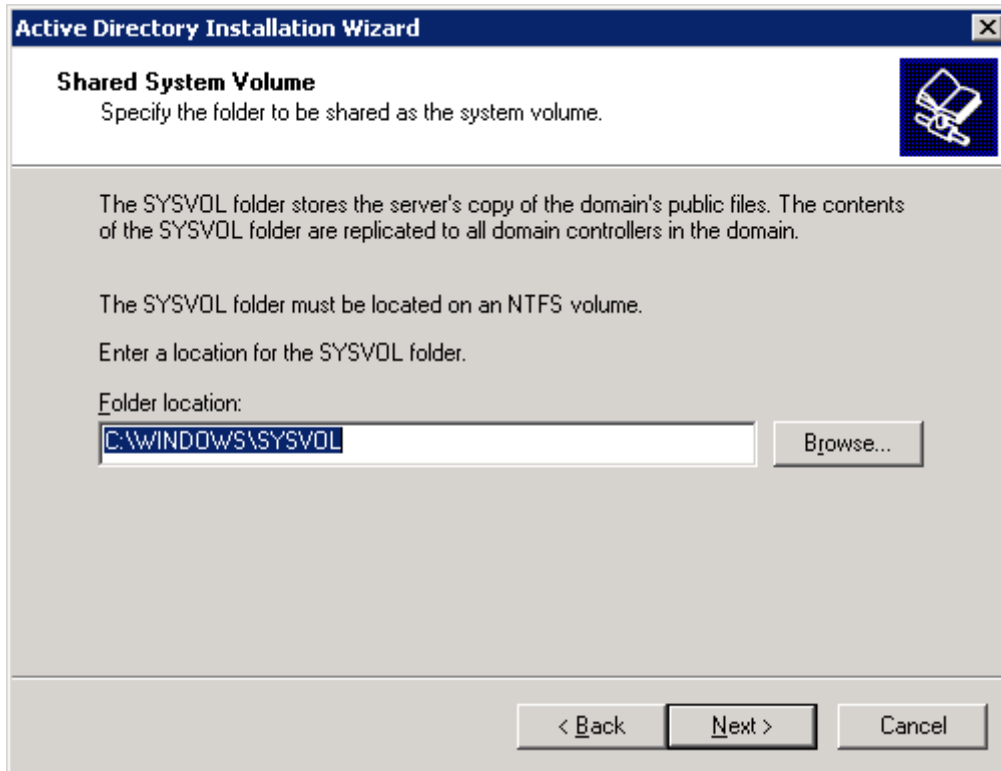 Active Directory Installation Wizard
Shared System Volume
Specify the folder to be shared as the system volume.
The SYSVOL folder stores the server's copy of the domain's public files. The contents
of the SYSVOL folder are replicated to all domain controllers in the domain.
The SYSVOL folder must be located on an NTFS volume.
Enter a location for the SYSVOL folder.
Folder location:
C:\WINDOWS\SYSVOL
Browse...
< Back
Next >
Cancel